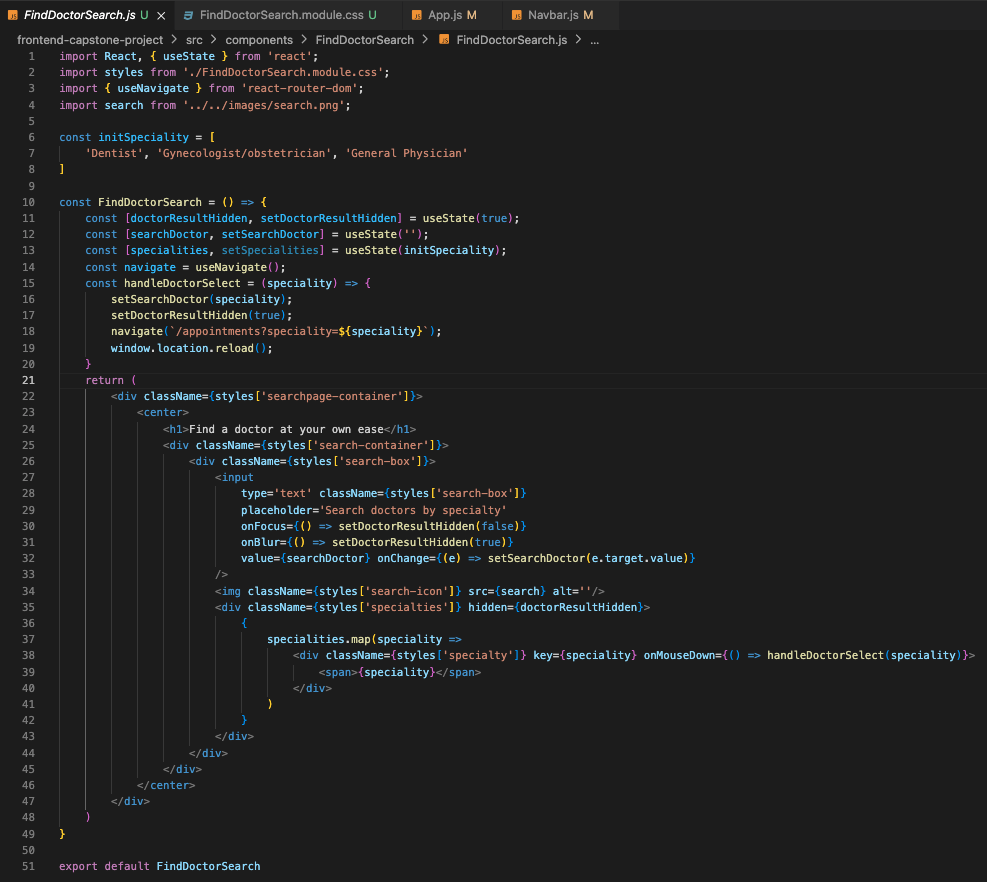 FindDoctorSearch.js U × FindDoctorSearch.module.css U App.js M Navbar.js M
frontend-capstone-project > src > components > FindDoctorSearch > FindDoctorSearch.js > ...
1 import React, { useState } from 'react';
2 import styles from './FindDoctorSearch.module.css';
3 import { useNavigate } from 'react-router-dom';
4 import search from '../../images/search.png';
5
6 const initSpeciality = [
7     'Dentist', 'Gynecologist/obstetrician', 'General Physician'
8 ]
9
10 const FindDoctorSearch = () => {
11     const [doctorResultHidden, setDoctorResultHidden] = useState(true);
12     const [searchDoctor, setSearchDoctor] = useState('');
13     const [specialities, setSpecialities] = useState(initSpeciality);
14     const navigate = useNavigate();
15     const handleDoctorSelect = (speciality) => {
16         setSearchDoctor(speciality);
17         setDoctorResultHidden(true);
18         navigate(`/appointments?speciality=${speciality}`);
19         window.location.reload();
20     }
21     return (
22         <div className={styles['searchpage-container']}>
23             <center>
24                 <h1>Find a doctor at your own ease</h1>
25                 <div className={styles['search-container']}>
26                     <div className={styles['search-box']}>
27                         <input
28                             type='text' className={styles['search-box']}
29                             placeholder='Search doctors by specialty'
30                             onFocus={() => setDoctorResultHidden(false)}
31                             onBlur={() => setDoctorResultHidden(true)}
32                             value={searchDoctor} onChange={(e) => setSearchDoctor(e.target.value)}
33                         />
34                         <img className={styles['search-icon']} src={search} alt=''/>
35                         <div className={styles['specialties']} hidden={doctorResultHidden}>
36                             {
37                                 specialities.map(speciality =>
38                                     <div className={styles['specialty']} key={speciality} onMouseDown={() => handleDoctorSelect(speciality)}>
39                                         <span>{speciality}</span>
40                                     </div>
41                                 )
42                             }
43                         </div>
44                     </div>
45                 </div>
46             </center>
47         </div>
48     )
49 }
50
51 export default FindDoctorSearch